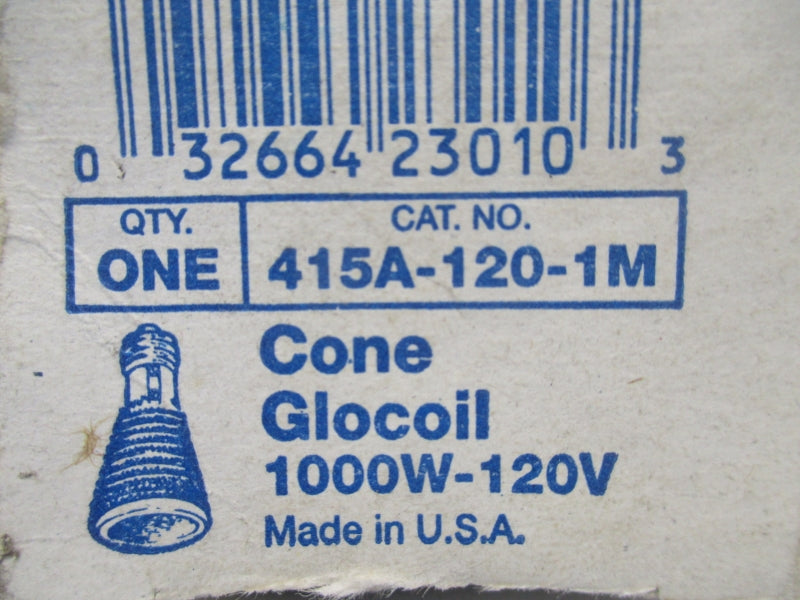 0 32664 23010 3
QTY. CAT. NO.
ONE 415A-120-1M
Cone
Glocoil
1000W-120V
Made in U.S.A.